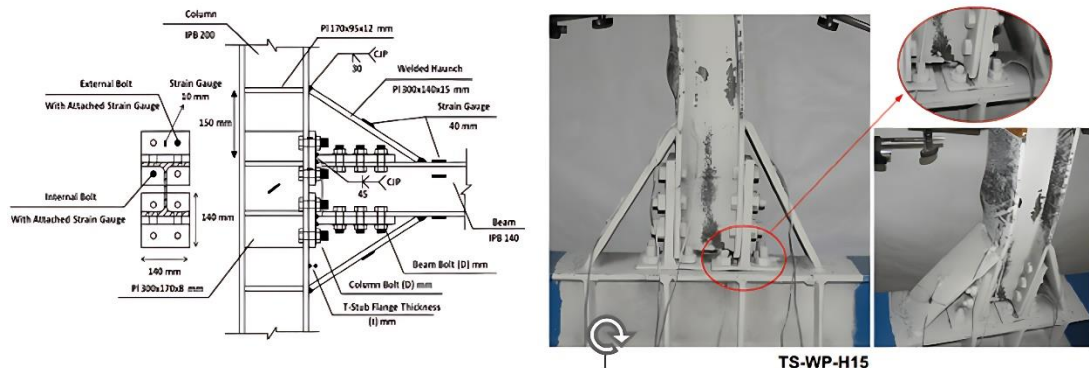 Column
IPB 200
Pl 170x95x12 mm
CJP
30
External Bolt
With Attached Strain Gauge
Strain Gauge
10 mm
Welded Haunch
Pl 300x140x15 mm
Strain Gauge
40 mm
150 mm
Internal Bolt
With Attached Strain Gauge
CJP
45
140 mm
140 mm
Beam
IPB 140
Pl 300x170x8 mm
Beam Bolt (D) mm
Column Bolt (D) mm
T-Stub Flange Thickness
(t) mm
TS-WP-H15